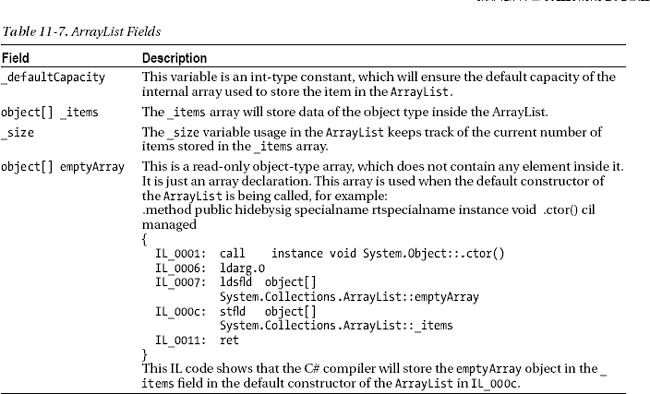 Table 11-7. ArrayList Fields
Field Description
_defaultCapacity This variable is an int-type constant, which will ensure the default capacity of the
internal array used to store the item in the ArrayList.
object[] _items The _items array will store data of the object type inside the ArrayList.
_size The _size variable usage in the ArrayList keeps track of the current number of
items stored in the _items array.
object[] emptyArray This is a read-only object-type array, which does not contain any element inside it.
It is just an array declaration. This array is used when the default constructor of
the ArrayList is being called, for example:
.method public hidebysig specialname rtspecialname instance void .ctor() cil
managed
{
IL_0001: call instance void System.Object::.ctor()
IL_0006: ldarg.0
IL_0007: ldsfld object[]
System.Collections.ArrayList::emptyArray
IL_000c: stfld object[]
System.Collections.ArrayList::_items
IL_0011: ret
}
This IL code shows that the C# compiler will store the emptyArray object in the _
items field in the default constructor of the ArrayList in IL_000c.